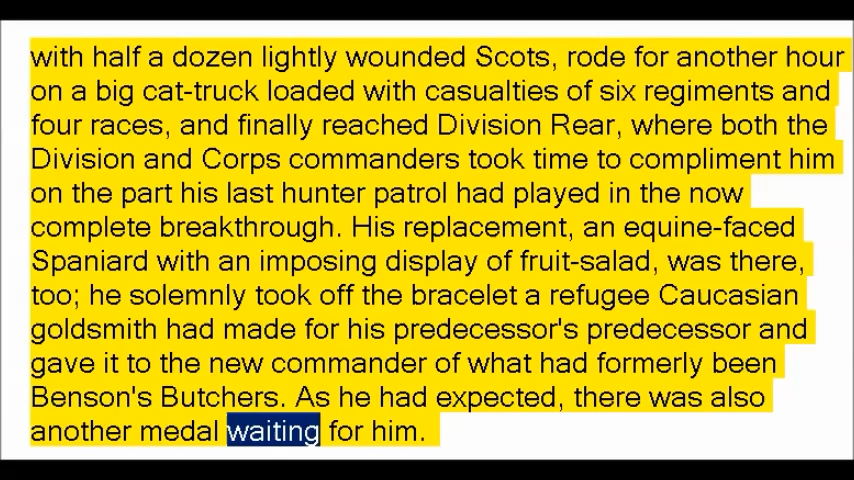 with half a dozen lightly wounded Scots, rode for another hour
on a big cat-truck loaded with casualties of six regiments and
four races, and finally reached Division Rear, where both the
Division and Corps commanders took time to compliment him
on the part his last hunter patrol had played in the now
complete breakthrough. His replacement, an equine-faced
Spaniard with an imposing display of fruit-salad, was there,
too; he solemnly took off the bracelet a refugee Caucasian
goldsmith had made for his predecessor's predecessor and
gave it to the new commander of what had formerly been
Benson's Butchers. As he had expected, there was also
another medal waiting for him.